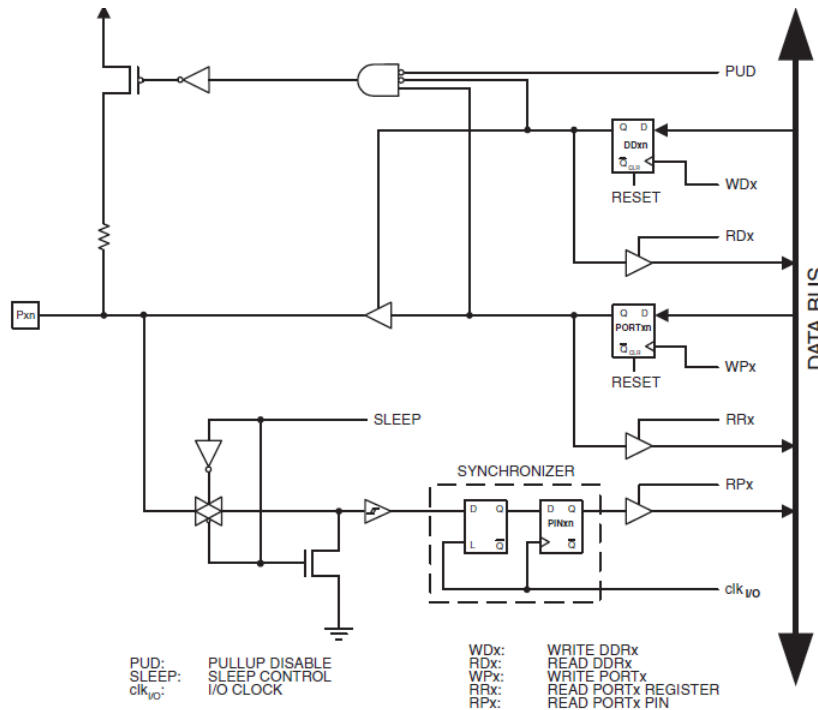 PUD
Q D
DDxn
Q CLR
WDx
RESET
RDx
Pxn
Q D
PORTxn
Q CLR
WPx
RESET
DATA BUS
SLEEP
RRx
SYNCHRONIZER
RPx
D Q
L Q
D Q
PINxn
Q
clk I/O
PUD: PULLUP DISABLE
SLEEP: SLEEP CONTROL
clk I/O: I/O CLOCK
WDx: WRITE DDRx
RDx: READ DDRx
WPx: WRITE PORTx
RRx: READ PORTx REGISTER
RPx: READ PORTx PIN